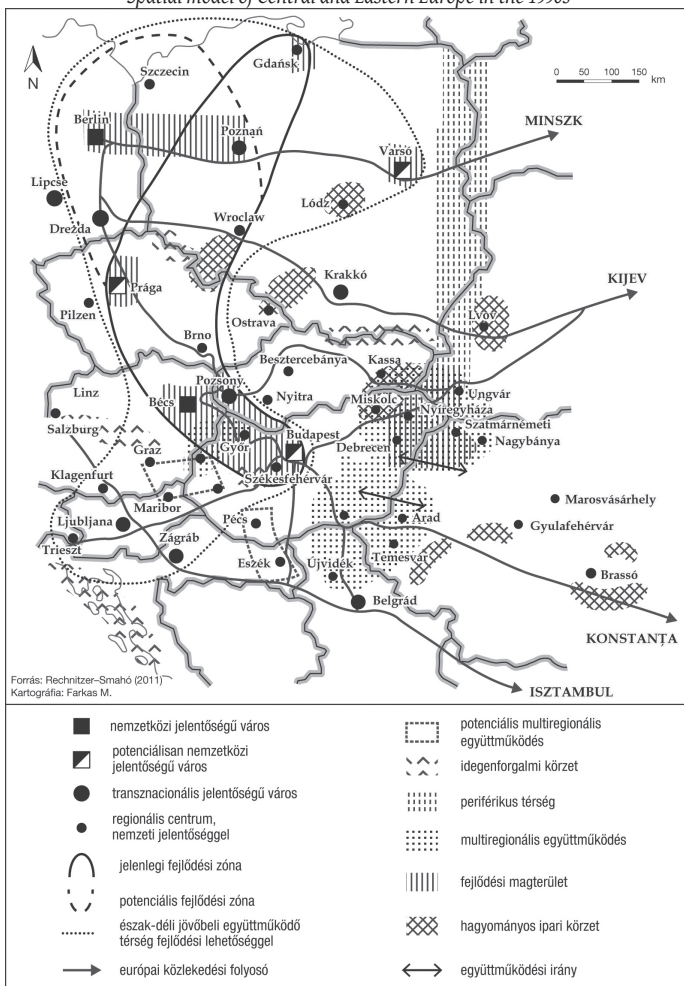 Spatial model of Central and Eastern Europe in the 1990s
N
Gdańsk
Szczecin
0 50 100 150
km
Berlin
Poznań
MINSZK
Varsó
Lipcse
Drezda
Lódz
Wroclaw
Krakkó
KIJEV
Prága
Ostrava
Lvov
Pilzen
Brno
Besztercebánya
Kassa
Pozsony
Linz
Bécs
Nyitra
Miskolc
Ungvár
Nyíregyháza
Salzburg
Budapest
Szatmárnémeti
Győr
Debrecen
Nagybánya
Graz
Székesfehérvár
Klagenfurt
Maribor
Marosvásárhely
Ljubljana
Pécs
Arad
Gyulafehérvár
Trieszt
Zágráb
Eszék
Újvidék
Temesvár
Brassó
Belgrád
KONSTANȚA
Forrás: Rechnitzer–Smahó (2011)
Kartográfia: Farkas M.
ISZTAMBUL
nemzetközi jelentőségű város
potenciálisan nemzetközi
jelentőségű város
transznacionális jelentőségű város
regionális centrum,
nemzeti jelentőséggel
jelenlegi fejlődési zóna
potenciális fejlődési zóna
észak-déli jövőbeli együttműködő
térség fejlődési lehetőséggel
európai közlekedési folyosó
potenciális multiregionális
együttműködés
idegenforgalmi körzet
periférikus térség
multiregionális együttműködés
fejlődési magterület
hagyományos ipari körzet
együttműködési irány